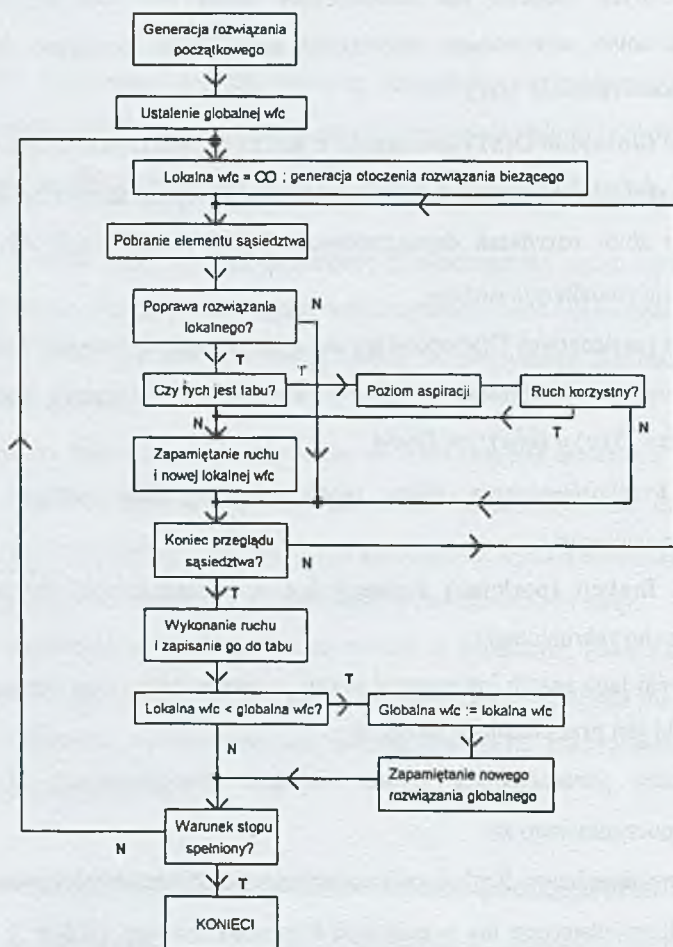 Generacja rozwiązania
początkowego
Ustalenie globalnej wfc
Lokalna wfc = ∞ ; generacja otoczenia rozwiązania bieżącego
Pobranie elementu sąsiedztwa
Poprawa rozwiązania
lokalnego?
N
T
T
Czy rych jest tabu?
Poziom aspiracji
Ruch korzystny?
N
T
N
Zapamiętanie ruchu
i nowej lokalnej wfc
Koniec przeglądu
sąsiedztwa?
N
T
Wykonanie ruchu
i zapisanie go do tabu
T
Lokalna wfc < globalna wfc?
Globalna wfc := lokalna wfc
N
Zapamiętanie nowego
rozwiązania globalnego
Warunek stopu
spełniony?
N
T
KONIECI